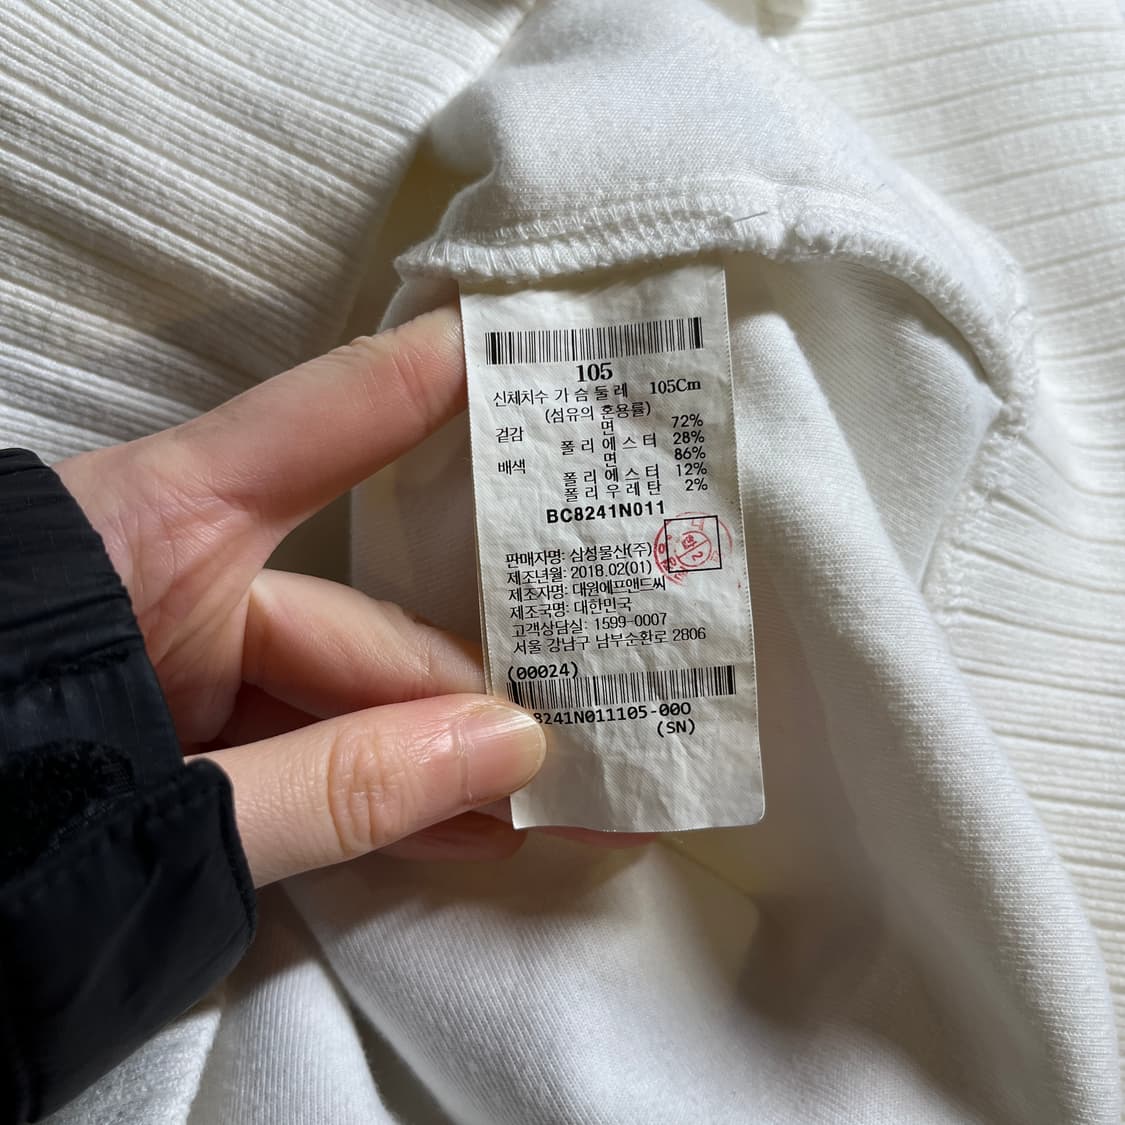 105
신체치수 가슴둘레 105Cm
(섬유의 혼용률)
겉감 면 72%
폴리에스터 28%
배색 면 86%
폴리에스터 12%
폴리우레탄 2%
BC8241N011
판매자명: 삼성물산(주)
제조년월: 2018.02(01)
제조자명: 대원에프앤드씨
제조국명: 대한민국
고객상담실: 1599-0007
서울 강남구 남부순환로 2806
(00024)
8241N011105-00O
(SN)